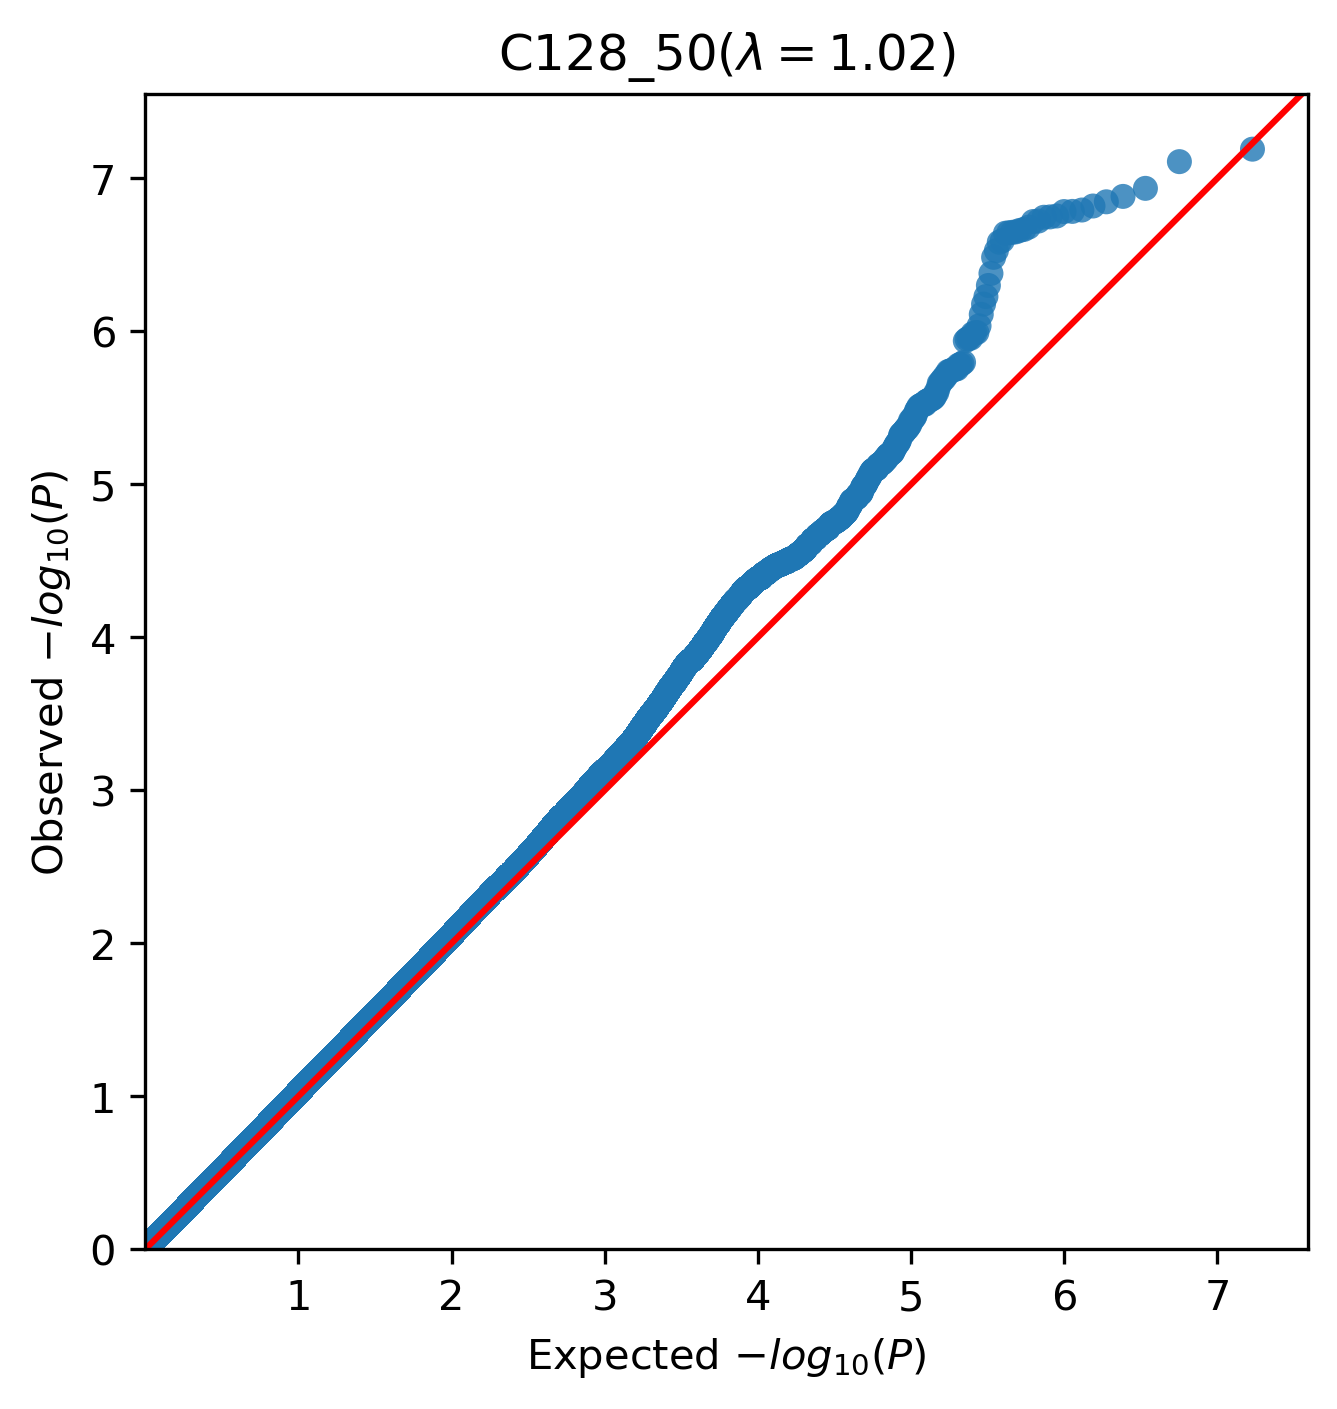 C128_50(λ = 1.02)
Observed −log₁₀(P)
7
6
5
4
3
2
1
0
1 2 3 4 5 6 7
Expected −log₁₀(P)